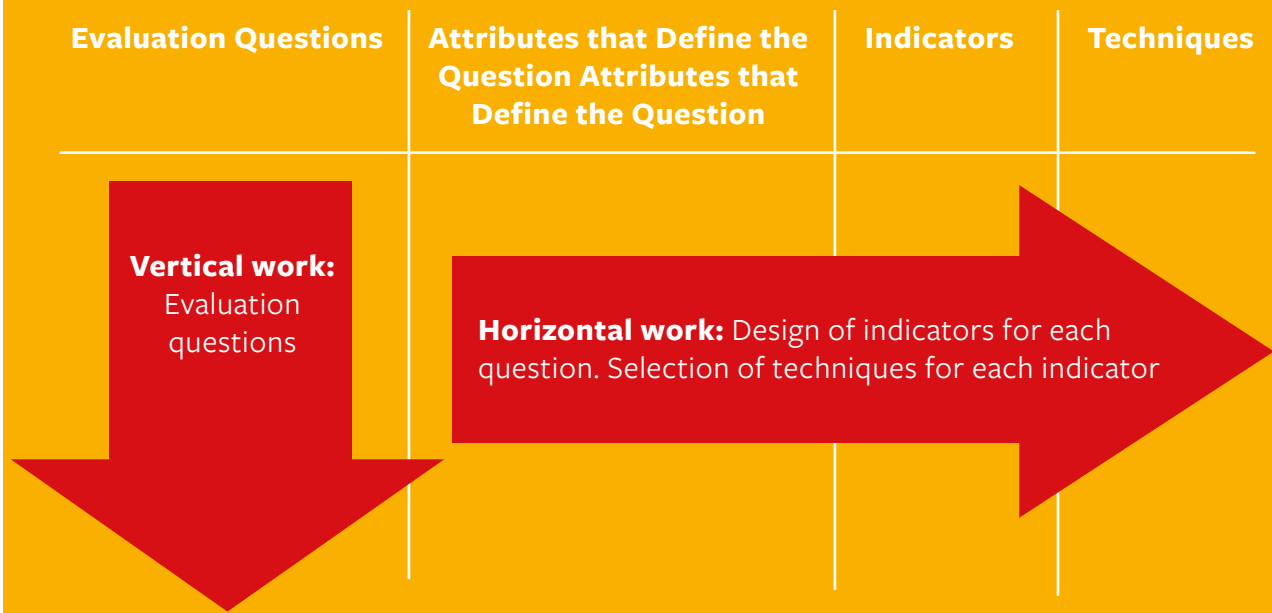 Evaluation Questions
Attributes that Define the
Question Attributes that
Define the Question
Indicators
Techniques
Vertical work:
Evaluation
questions
Horizontal work: Design of indicators for each
question. Selection of techniques for each indicator